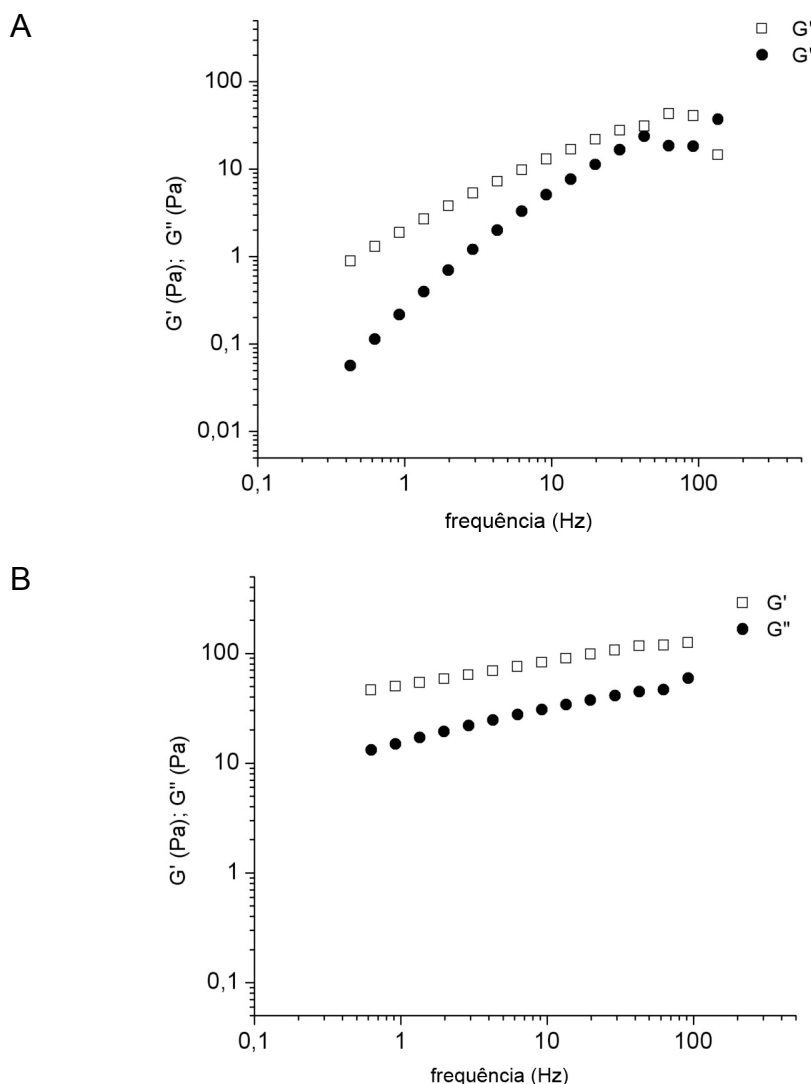 A
G'
G'
100
10
1
0,1
0,01
G' (Pa); G'' (Pa)
0,1 1 10 100
frequência (Hz)
B
G'
G"
100
10
1
0,1
G' (Pa); G" (Pa)
0,1 1 10 100
frequência (Hz)